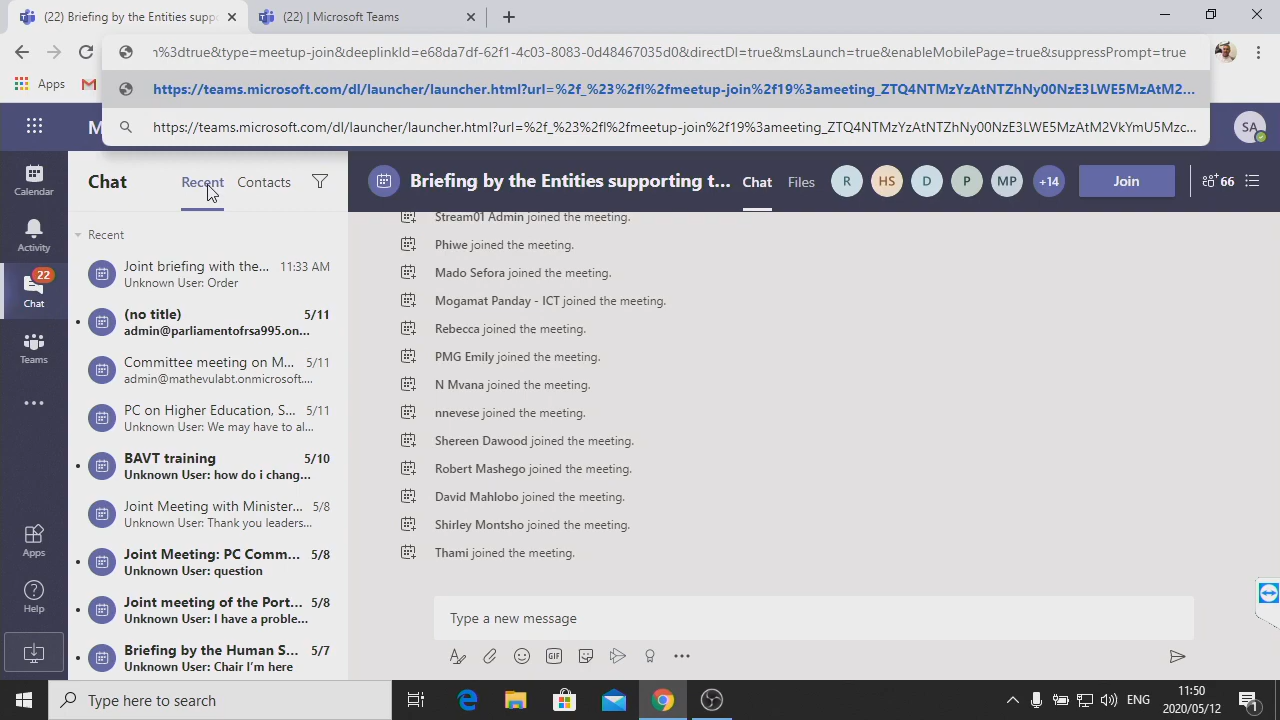 (22) Briefing by the Entities suppo
(22) | Microsoft Teams
n%3dtrue&type=meetup-join&deeplinkId=e68da7df-62f1-4c03-8083-0d48467035d0&directDl=true&msLaunch=true&enableMobilePage=true&suppressPrompt=true
Apps
https://teams.microsoft.com/dl/launcher/launcher.html?url=%2f_%23%2fl%2fmeetup-join%2f19%3ameeting_ZTQ4NTMzYzAtNTZhNy00NzE3LWE5MzAtM2...
https://teams.microsoft.com/dl/launcher/launcher.html?url=%2f_%23%2fl%2fmeetup-join%2f19%3ameeting_ZTQ4NTMzYzAtNTZhNy00NzE3LWE5MzAtM2VkYmU5Mzc...
M
SA
Calendar
Activity
22
Chat
Teams
Apps
Help
Chat
Recent
Contacts
Recent
Joint briefing with the... 11:33 AM
Unknown User: Order
(no title) 5/11
admin@parliamentofrsa995.on...
Committee meeting on M... 5/11
admin@mathevulabt.onmicrosoft....
PC on Higher Education, S... 5/11
Unknown User: We may have to al...
BAVT training 5/10
Unknown User: how do i chang...
Joint Meeting with Minister... 5/8
Unknown User: Thank you leaders...
Joint Meeting: PC Comm... 5/8
Unknown User: question
Joint meeting of the Port... 5/8
Unknown User: I have a proble...
Briefing by the Human S... 5/7
Unknown User: Chair I'm here
Briefing by the Entities supporting t...
Chat
Files
R
HS
D
P
MP
+14
Join
66
Stream01 Admin joined the meeting.
Phiwe joined the meeting.
Mado Sefora joined the meeting.
Mogamat Panday - ICT joined the meeting.
Rebecca joined the meeting.
PMG Emily joined the meeting.
N Mvana joined the meeting.
nnevese joined the meeting.
Shereen Dawood joined the meeting.
Robert Mashego joined the meeting.
David Mahlobo joined the meeting.
Shirley Montsho joined the meeting.
Thami joined the meeting.
Type a new message
GIF
Type here to search
ENG
11:50
2020/05/12
1